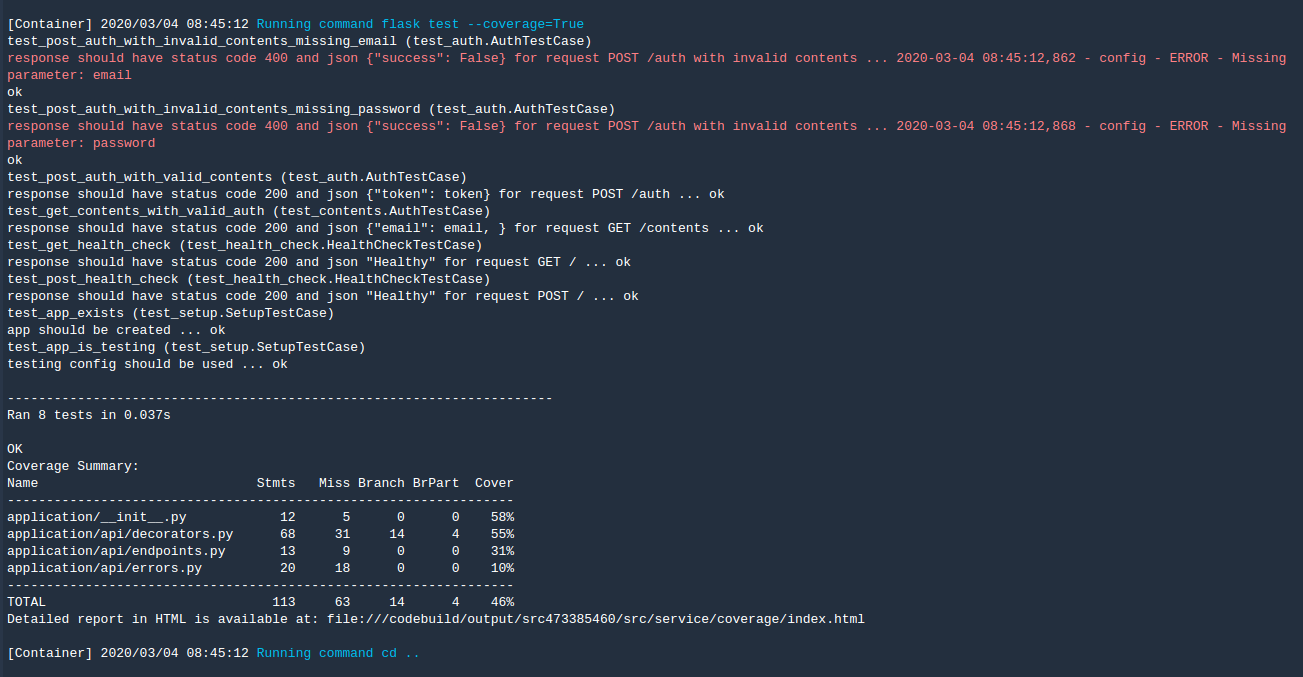 [Container] 2020/03/04 08:45:12 Running command flask test --coverage=True
test_post_auth_with_invalid_contents_missing_email (test_auth.AuthTestCase)
response should have status code 400 and json {"success": False} for request POST /auth with invalid contents ... 2020-03-04 08:45:12,862 - config - ERROR - Missing
parameter: email
ok
test_post_auth_with_invalid_contents_missing_password (test_auth.AuthTestCase)
response should have status code 400 and json {"success": False} for request POST /auth with invalid contents ... 2020-03-04 08:45:12,868 - config - ERROR - Missing
parameter: password
ok
test_post_auth_with_valid_contents (test_auth.AuthTestCase)
response should have status code 200 and json {"token": token} for request POST /auth ... ok
test_get_contents_with_valid_auth (test_contents.AuthTestCase)
response should have status code 200 and json {"email": email, } for request GET /contents ... ok
test_get_health_check (test_health_check.HealthCheckTestCase)
response should have status code 200 and json "Healthy" for request GET / ... ok
test_post_health_check (test_health_check.HealthCheckTestCase)
response should have status code 200 and json "Healthy" for request POST / ... ok
test_app_exists (test_setup.SetupTestCase)
app should be created ... ok
test_app_is_testing (test_setup.SetupTestCase)
testing config should be used ... ok
----------------------------------------------------------------------
Ran 8 tests in 0.037s
OK
Coverage Summary:
Name                            Stmts   Miss Branch BrPart  Cover
-----------------------------------------------------------------
application/__init__.py            12      5      0      0    58%
application/api/decorators.py      68     31     14      4    55%
application/api/endpoints.py       13      9      0      0    31%
application/api/errors.py          20     18      0      0    10%
-----------------------------------------------------------------
TOTAL                             113     63     14      4    46%
Detailed report in HTML is available at: file:///codebuild/output/src473385460/src/service/coverage/index.html
[Container] 2020/03/04 08:45:12 Running command cd ..